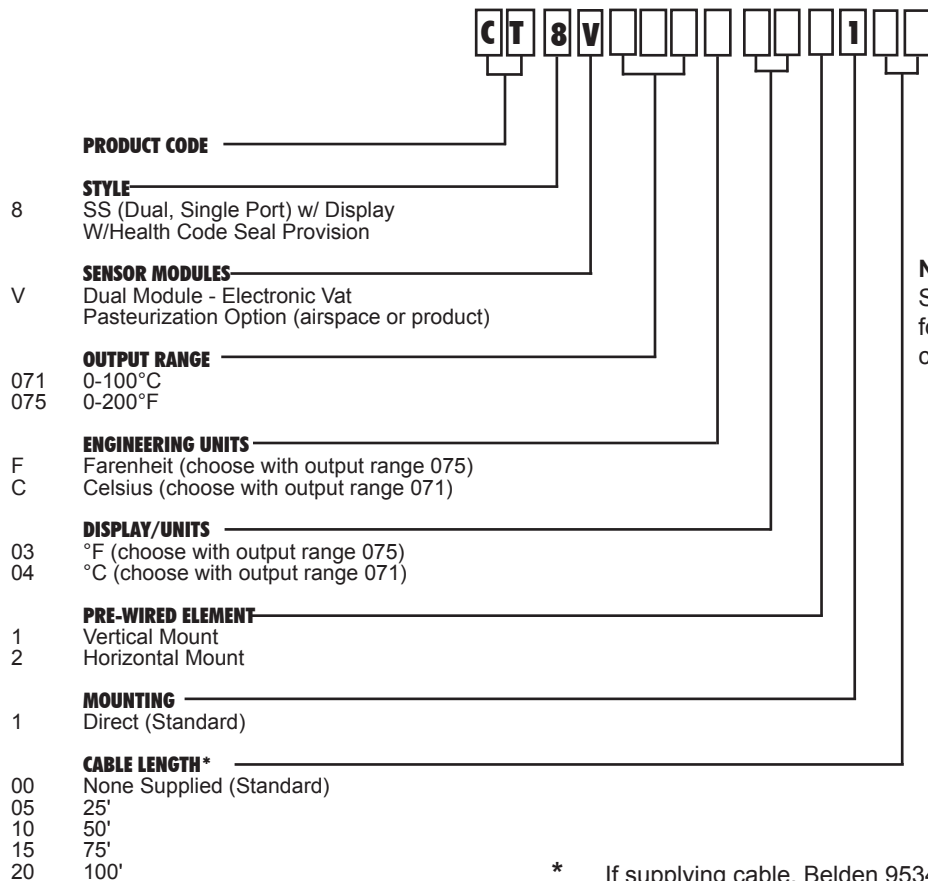 C T 8 V 1
PRODUCT CODE
STYLE
8 SS (Dual, Single Port) w/ Display
W/Health Code Seal Provision
SENSOR MODULES
V Dual Module - Electronic Vat
Pasteurization Option (airspace or product)
OUTPUT RANGE
071 0-100°C
075 0-200°F
ENGINEERING UNITS
F Farenheit (choose with output range 075)
C Celsius (choose with output range 071)
DISPLAY/UNITS
03 °F (choose with output range 075)
04 °C (choose with output range 071)
PRE-WIRED ELEMENT
1 Vertical Mount
2 Horizontal Mount
MOUNTING
1 Direct (Standard)
CABLE LENGTH*
00 None Supplied (Standard)
05 25'
10 50'
15 75'
20 100'
* If supplying cable, Belden 9534